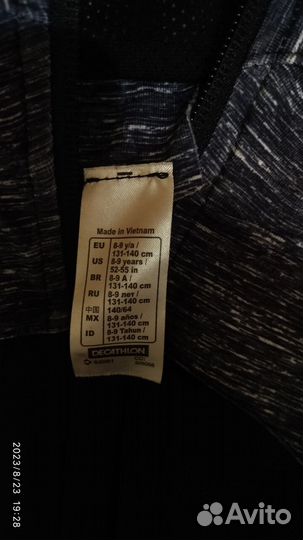 Made in Vietnam
EU 8-9 y/a / 131-140 cm
US 8-9 years / 52-55 in
BR 8-9 A / 131-140 cm
RU 8-9 лет / 131-140 cm
中国 140/64
MX 8-9 años / 131-140 cm
ID 8-9 Tahun / 131-140 cm
DECATHLON
2023/8/23 19:28
Avito